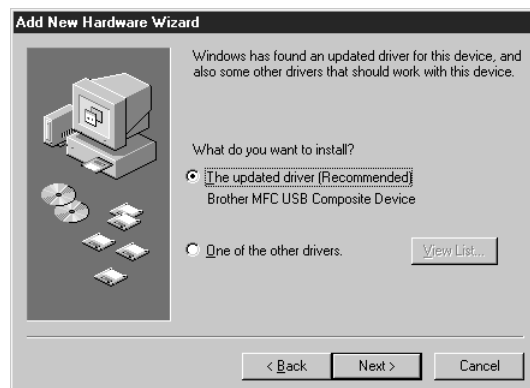 Add New Hardware Wizard
Windows has found an updated driver for this device, and
also some other drivers that should work with this device.
What do you want to install?
The updated driver (Recommended)
Brother MFC USB Composite Device
One of the other drivers.
View List...
< Back
Next >
Cancel